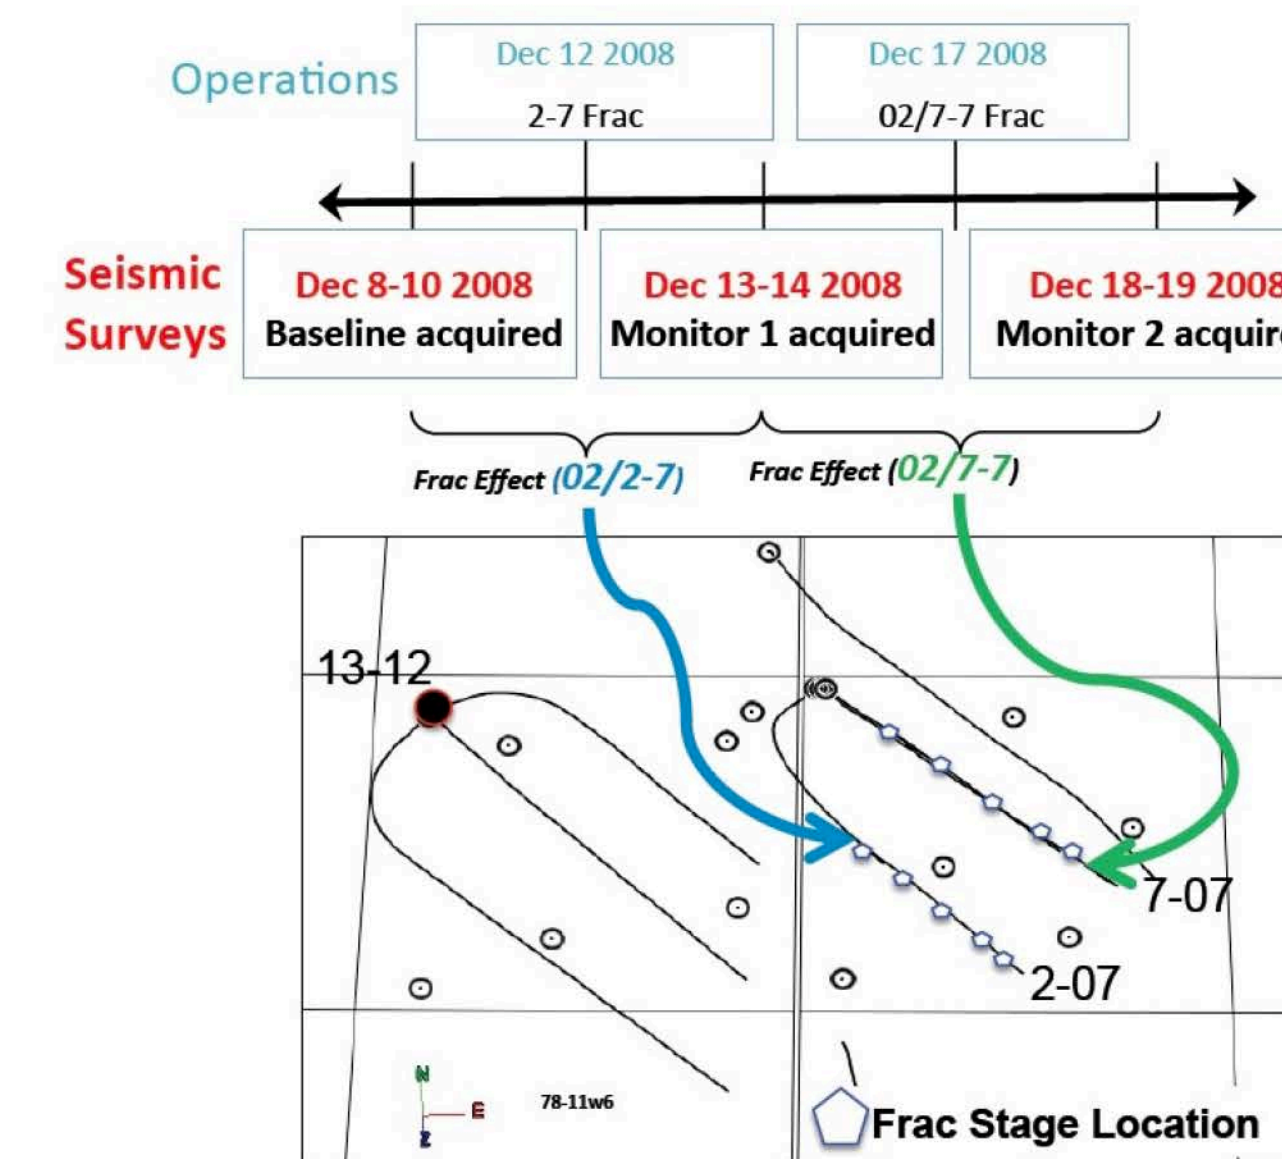 Dec 12 2008
2-7 Frac
Dec 17 2008
02/7-7 Frac
Operations
Seismic
Surveys
Dec 8-10 2008
Baseline acquired
Dec 13-14 2008
Monitor 1 acquired
Dec 18-19 2008
Monitor 2
Frac Effect (02/2-7)
Frac Effect (02/7-7)
13-12
7-07
2-07
N
E
Z
78-11w6
Frac Stage Location